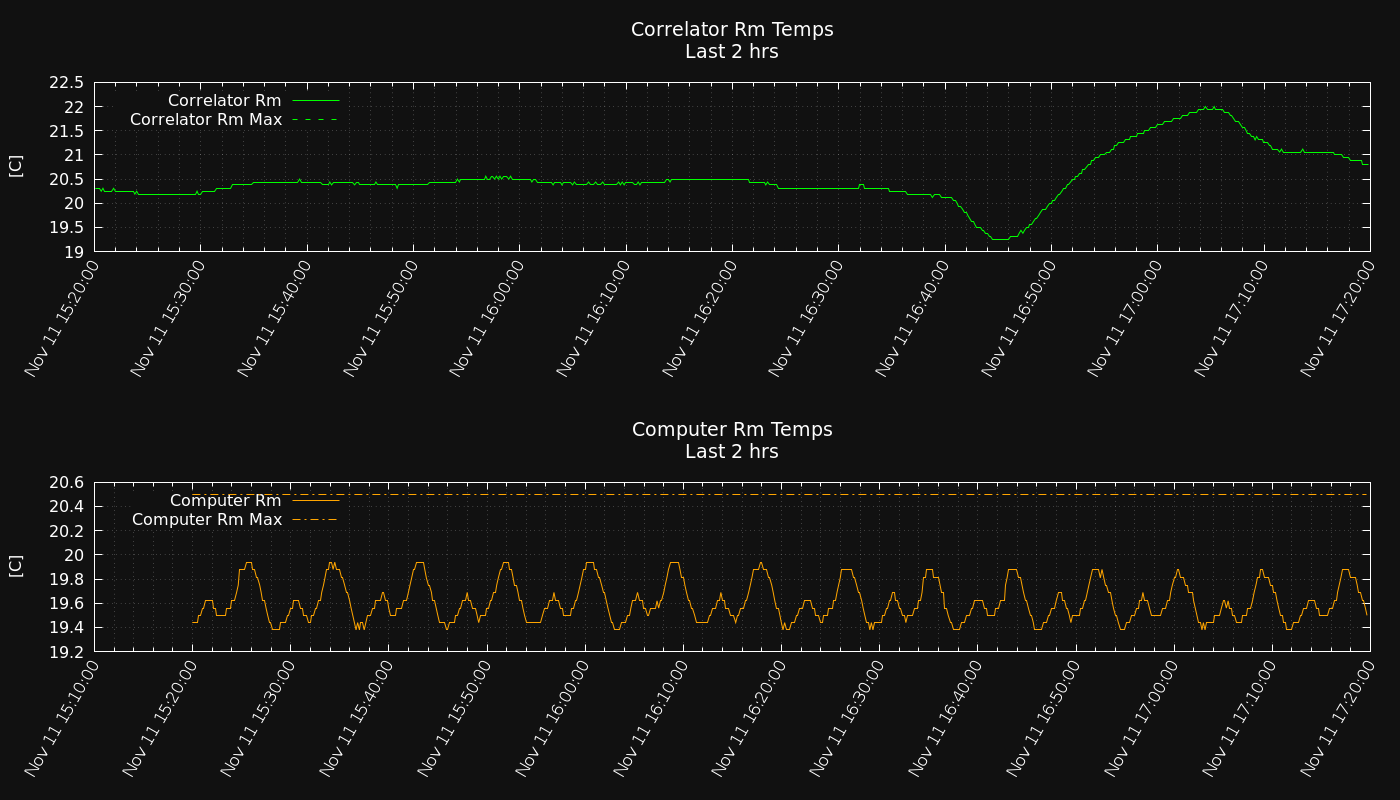 Correlator Rm Temps
Last 2 hrs
[C]
22.5
22
21.5
21
20.5
20
19.5
19
Correlator Rm
Correlator Rm Max
Nov 11 15:20:00
Nov 11 15:30:00
Nov 11 15:40:00
Nov 11 15:50:00
Nov 11 16:00:00
Nov 11 16:10:00
Nov 11 16:20:00
Nov 11 16:30:00
Nov 11 16:40:00
Nov 11 16:50:00
Nov 11 17:00:00
Nov 11 17:10:00
Nov 11 17:20:00
Computer Rm Temps
Last 2 hrs
[C]
20.6
20.4
20.2
20
19.8
19.6
19.4
19.2
Computer Rm
Computer Rm Max
Nov 11 15:10:00
Nov 11 15:20:00
Nov 11 15:30:00
Nov 11 15:40:00
Nov 11 15:50:00
Nov 11 16:00:00
Nov 11 16:10:00
Nov 11 16:20:00
Nov 11 16:30:00
Nov 11 16:40:00
Nov 11 16:50:00
Nov 11 17:00:00
Nov 11 17:10:00
Nov 11 17:20:00